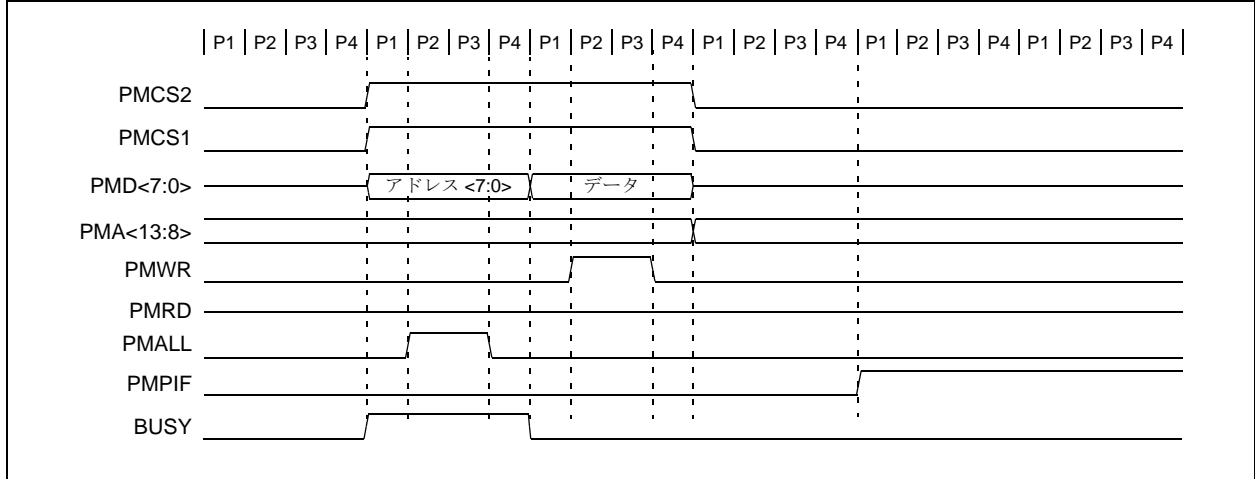 P1 P2 P3 P4 P1 P2 P3 P4 P1 P2 P3 P4 P1 P2 P3 P4 P1 P2 P3 P4 P1 P2 P3 P4
PMCS2
PMCS1
PMD<7:0> アドレス <7:0> データ
PMA<13:8>
PMWR
PMRD
PMALL
PMPIF
BUSY